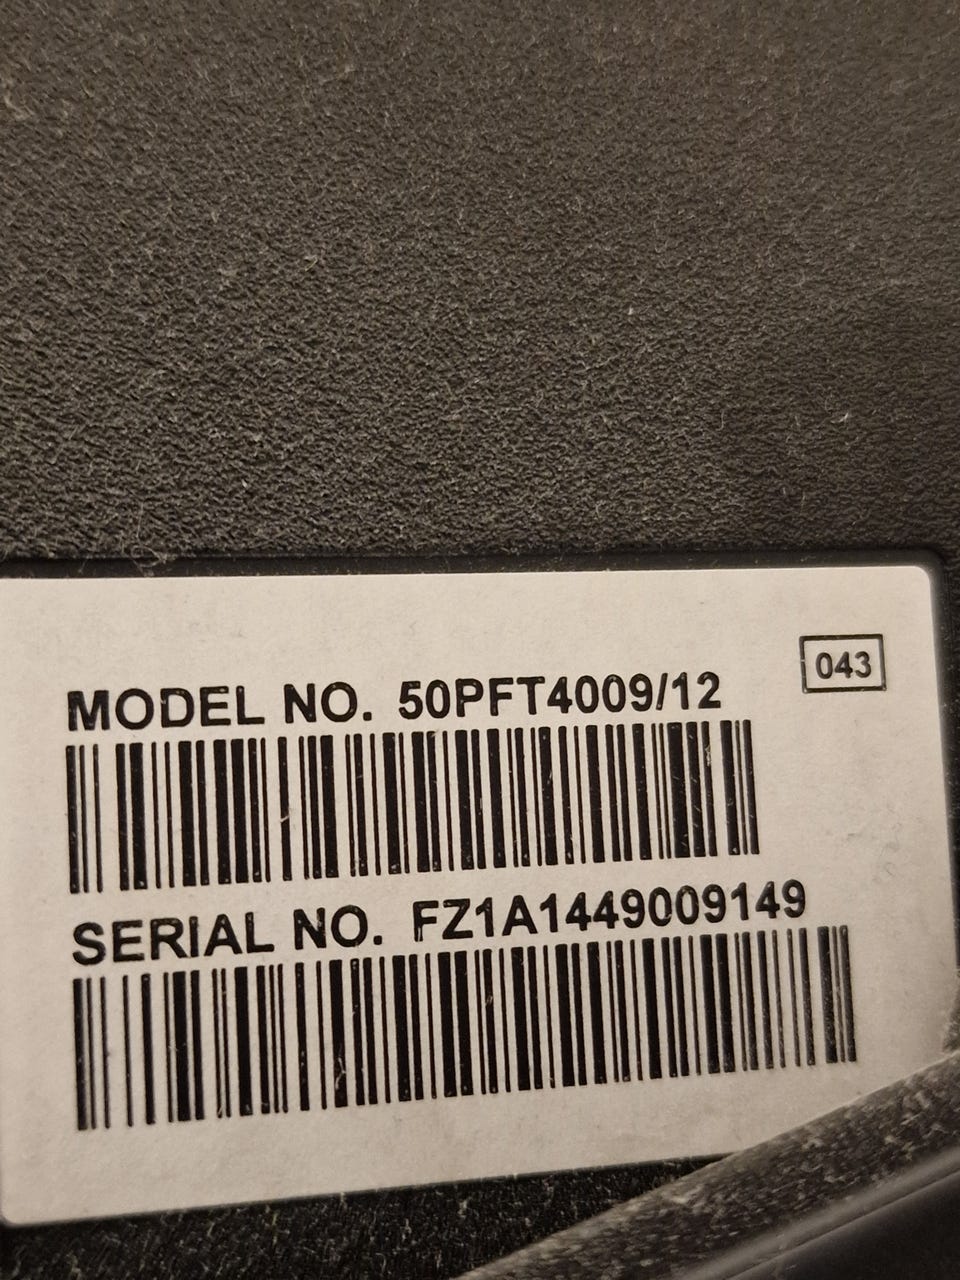 043
MODEL NO. 50PFT4009/12
SERIAL NO. FZ1A1449009149